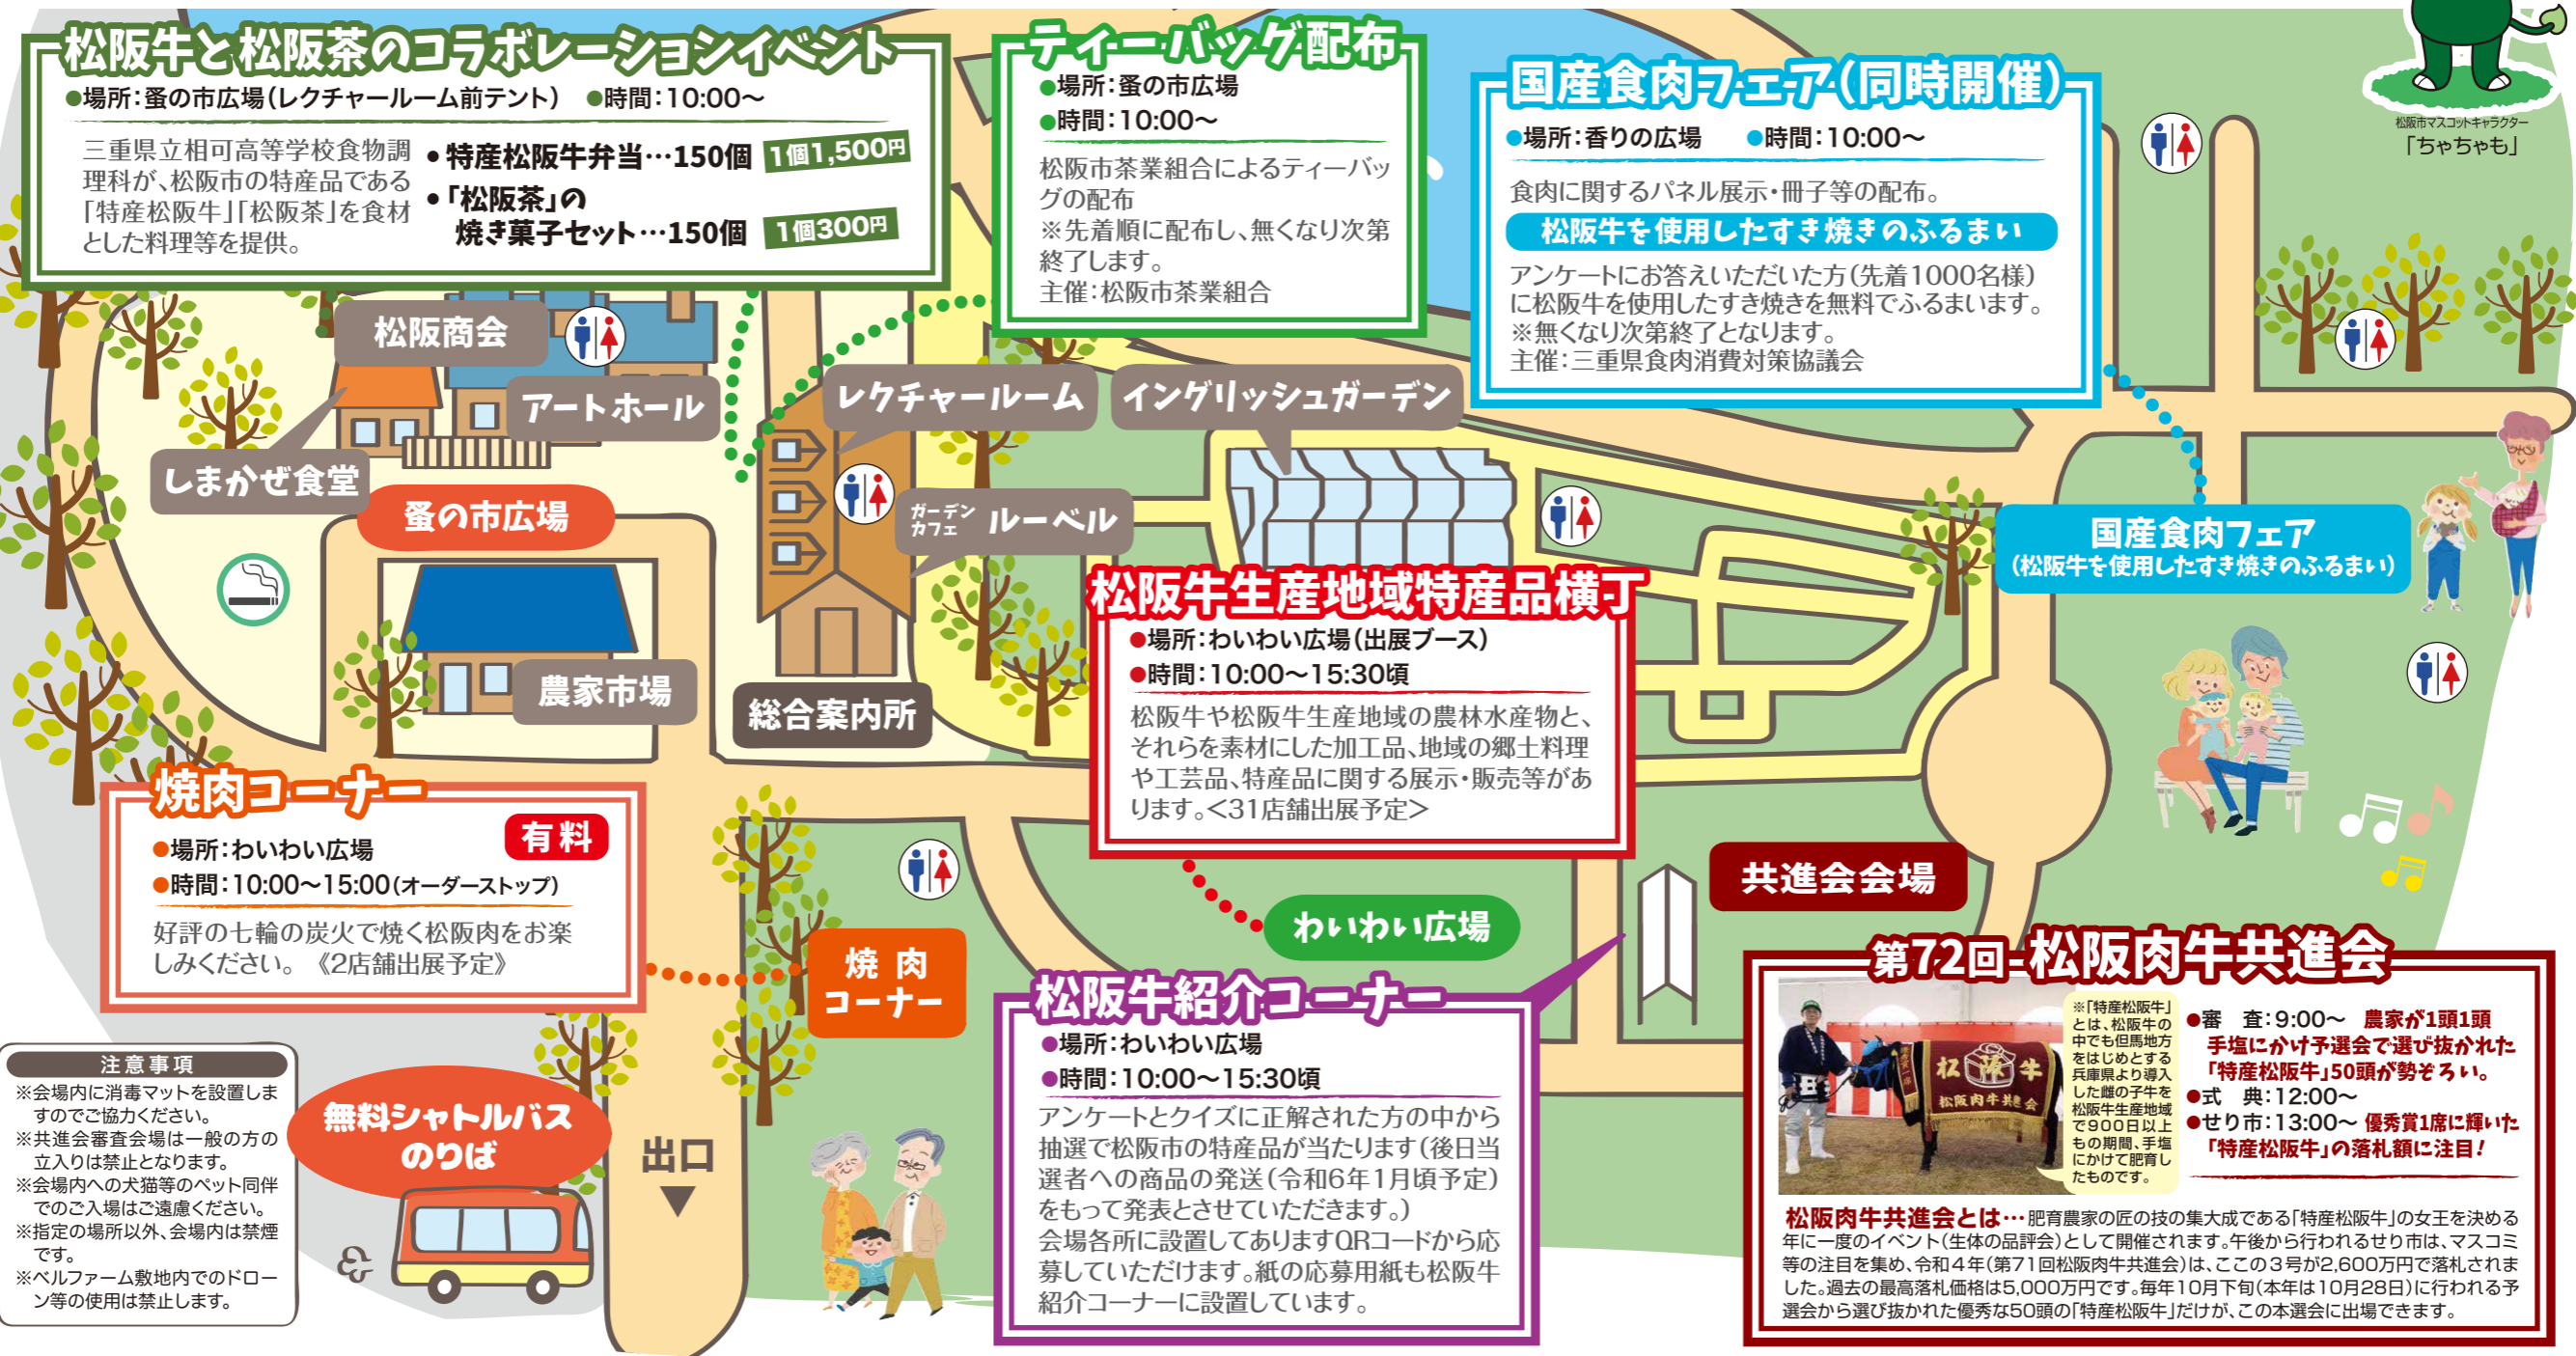 松阪牛と松阪茶のコラボレーションイベント
●場所：蚤の市広場（レクチャールーム前テント） ●時間：10:00〜
三重県立相可高等学校食物調
理科が、松阪市の特産品である
「特産松阪牛」「松阪茶」を食材
とした料理等を提供。
•特産松阪牛弁当…150個 1個1,500円
•「松阪茶」の
焼き菓子セット…150個 1個300円
ティーバッグ配布
●場所：蚤の市広場
●時間：10:00〜
松阪市茶業組合によるティーバッ
グの配布
※先着順に配布し、無くなり次第
終了します。
主催：松阪市茶業組合
国産食肉フェア（同時開催）
●場所：香りの広場 ●時間：10:00〜
食肉に関するパネル展示・冊子等の配布。
松阪牛を使用したすき焼きのふるまい
アンケートにお答えいただいた方（先着1000名様）
に松阪牛を使用したすき焼きを無料でふるまいます。
※無くなり次第終了となります。
主催：三重県食肉消費対策協議会
松阪市マスコットキャラクター
「ちゃちゃも」
松阪商会
アートホール
しまかぜ食堂
蚤の市広場
農家市場
レクチャールーム
イングリッシュガーデン
ガーデン
カフェ ルーベル
総合案内所
国産食肉フェア
（松阪牛を使用したすき焼きのふるまい）
松阪牛生産地域特産品横丁
●場所：わいわい広場（出展ブース）
●時間：10:00〜15:30頃
松阪牛や松阪牛生産地域の農林水産物と、
それらを素材にした加工品、地域の郷土料理
や工芸品、特産品に関する展示・販売等があ
ります。＜31店舗出展予定＞
焼肉コーナー
有料
●場所：わいわい広場
●時間：10:00〜15:00（オーダーストップ）
好評の七輪の炭火で焼く松阪肉をお楽
しみください。《2店舗出展予定》
焼肉
コーナー
わいわい広場
共進会会場
注意事項
※会場内に消毒マットを設置しま
すのでご協力ください。
※共進会審査会場は一般の方の
立入りは禁止となります。
※会場内への犬猫等のペット同伴
でのご入場はご遠慮ください。
※指定の場所以外、会場内は禁煙
です。
※ベルファーム敷地内でのドロー
ン等の使用は禁止します。
無料シャトルバス
のりば
出口
▼
松阪牛紹介コーナー
●場所：わいわい広場
●時間：10:00〜15:30頃
アンケートとクイズに正解された方の中から
抽選で松阪市の特産品が当たります（後日当
選者への商品の発送（令和6年1月頃予定）
をもって発表とさせていただきます。）
会場各所に設置してありますQRコードから応
募していただけます。紙の応募用紙も松阪牛
紹介コーナーに設置しています。
第72回 松阪肉牛共進会
松阪牛
松阪肉牛共進会
※「特産松阪牛」
とは、松阪牛の
中でも但馬地方
をはじめとする
兵庫県より導入
した雌の子牛を
松阪牛生産地域
で900日以上
もの期間、手塩
にかけて肥育し
たものです。
●審 査：9:00〜 農家が1頭1頭
手塩にかけ予選会で選び抜かれた
「特産松阪牛」50頭が勢ぞろい。
●式 典：12:00〜
●せり市：13:00〜 優秀賞1席に輝いた
「特産松阪牛」の落札額に注目！
松阪肉牛共進会とは…肥育農家の匠の技の集大成である「特産松阪牛」の女王を決める
年に一度のイベント（生体の品評会）として開催されます。午後から行われるせり市は、マスコミ
等の注目を集め、令和４年（第71回松阪肉牛共進会）は、ここの３号が2,600万円で落札されま
した。過去の最高落札価格は5,000万円です。毎年10月下旬（本年は10月28日）に行われる予
選会から選び抜かれた優秀な50頭の「特産松阪牛」だけが、この本選会に出場できます。